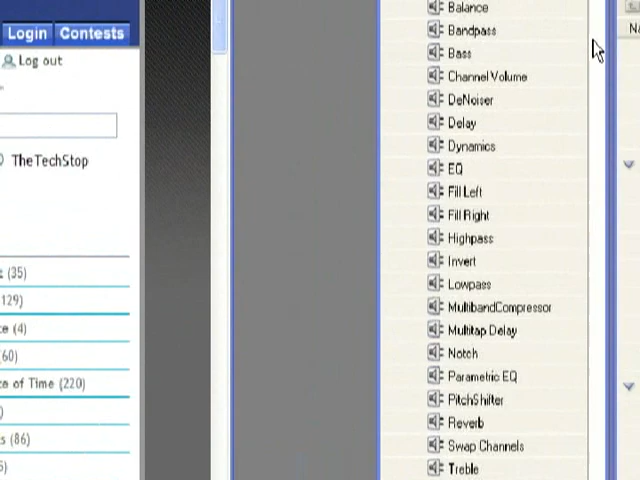 Login Contests
Log out
TheTechStop
(35)
129)
(4)
60)
of Time (220)
)
s (86)
Balance
Bandpass
Bass
Channel Volume
DeNoiser
Delay
Dynamics
EQ
Fill Left
Fill Right
Highpass
Invert
Lowpass
MultibandCompressor
Multitap Delay
Notch
Parametric EQ
PitchShifter
Reverb
Swap Channels
Treble